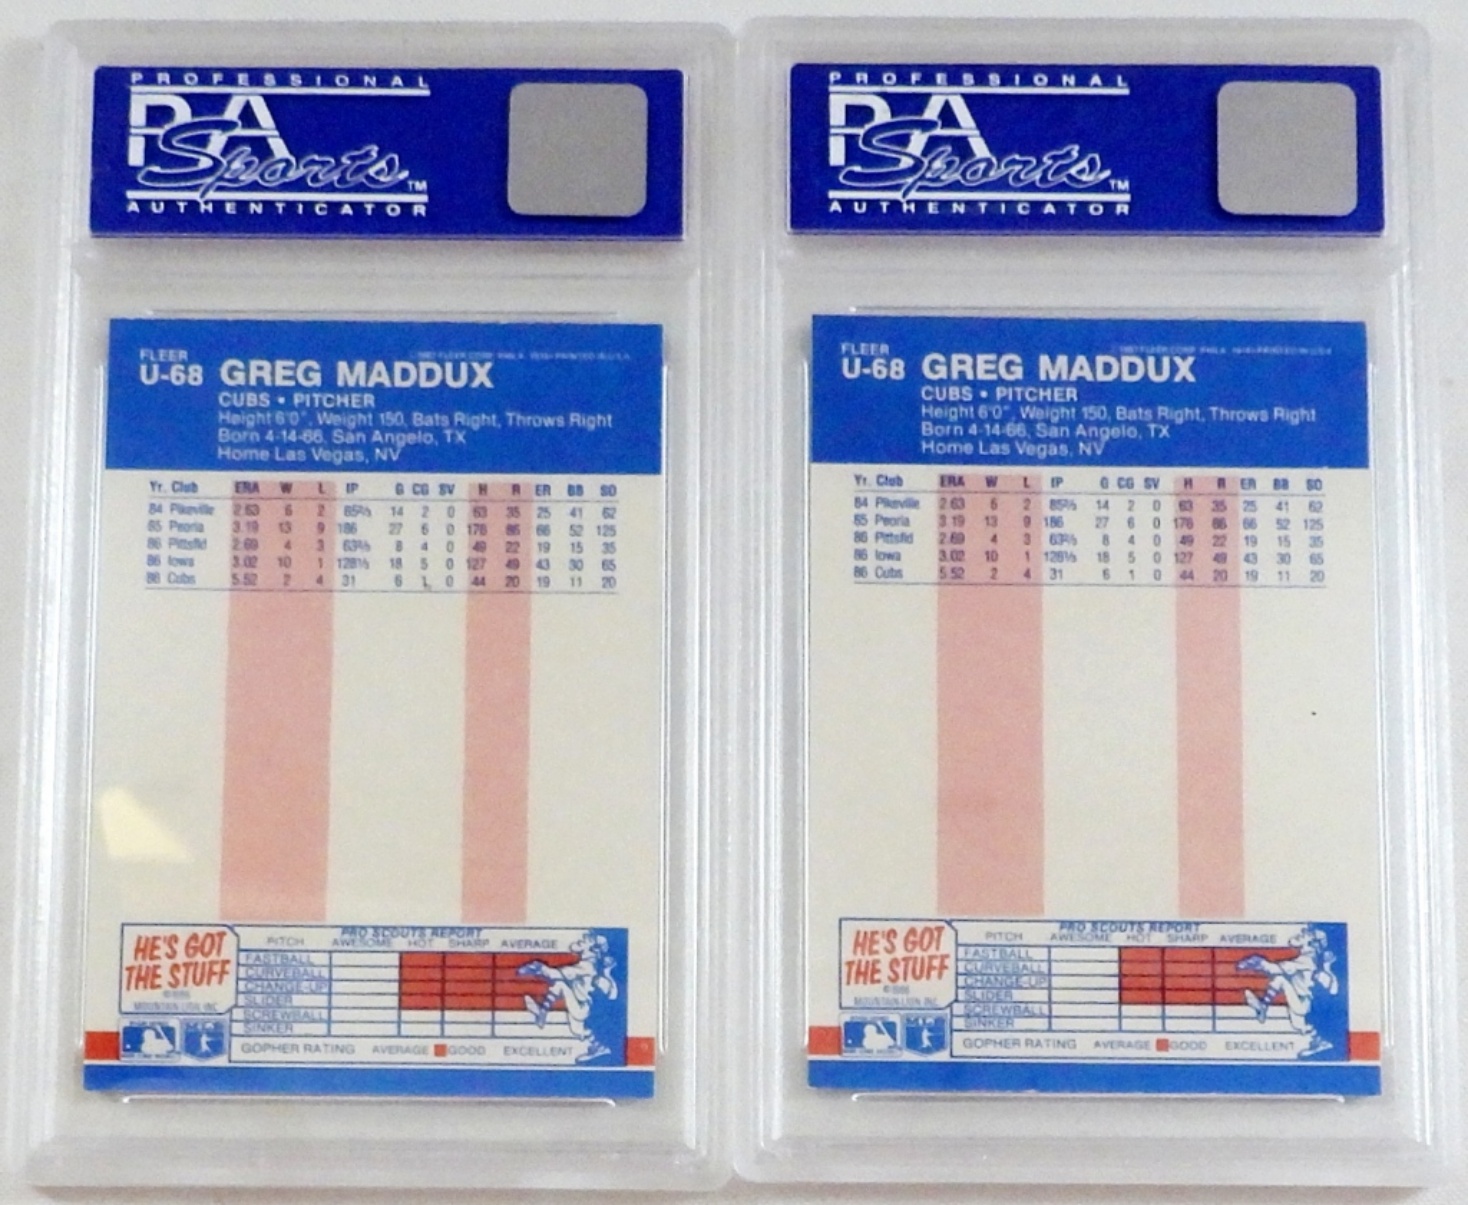 PROFESSIONAL
PSA
Sports TM
AUTHENTICATOR
FLEER
U-68 GREG MADDUX
CUBS • PITCHER
Height 6'0", Weight 150, Bats Right, Throws Right
Born 4-14-66, San Angelo, TX
Home Las Vegas, NV
Yr. Club ERA W L IP G CG SV H R ER BB SO
84 Pikeville 2.63 6 2 85⅔ 14 2 0 63 35 25 41 62
85 Peoria 3.19 13 9 186 27 6 0 176 86 66 52 125
86 Pittsfld 2.69 4 3 63⅔ 8 4 0 49 22 19 15 35
86 Iowa 3.02 10 1 128⅓ 18 5 0 127 49 43 30 65
86 Cubs 5.52 2 4 31 6 1 0 44 20 19 11 20
HE'S GOT
THE STUFF
©1986
MOUNTAIN LION INC.
PRO SCOUTS REPORT
PITCH AWESOME HOT SHARP AVERAGE
FASTBALL
CURVEBALL
CHANGE-UP
SLIDER
SCREWBALL
SINKER
GOPHER RATING AVERAGE GOOD EXCELLENT
PROFESSIONAL
PSA
Sports TM
AUTHENTICATOR
FLEER
U-68 GREG MADDUX
CUBS • PITCHER
Height 6'0", Weight 150, Bats Right, Throws Right
Born 4-14-66, San Angelo, TX
Home Las Vegas, NV
Yr. Club ERA W L IP G CG SV H R ER BB SO
84 Pikeville 2.63 6 2 85⅔ 14 2 0 63 35 25 41 62
85 Peoria 3.19 13 9 186 27 6 0 176 86 66 52 125
86 Pittsfld 2.69 4 3 63⅔ 8 4 0 49 22 19 15 35
86 Iowa 3.02 10 1 128⅓ 18 5 0 127 49 43 30 65
86 Cubs 5.52 2 4 31 6 1 0 44 20 19 11 20
HE'S GOT
THE STUFF
©1986
MOUNTAIN LION INC.
PRO SCOUTS REPORT
PITCH AWESOME HOT SHARP AVERAGE
FASTBALL
CURVEBALL
CHANGE-UP
SLIDER
SCREWBALL
SINKER
GOPHER RATING AVERAGE GOOD EXCELLENT